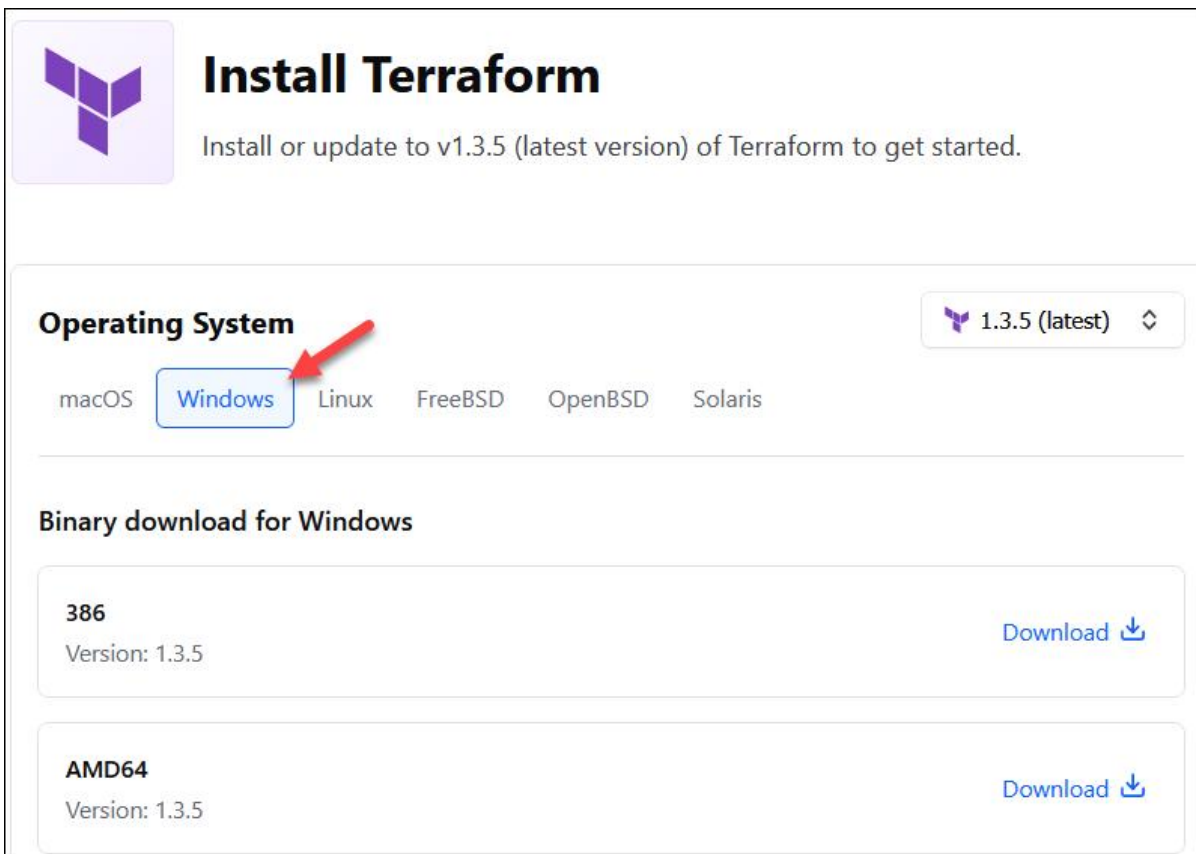 Install Terraform
Install or update to v1.3.5 (latest version) of Terraform to get started.
Operating System
1.3.5 (latest)
macOS Windows Linux FreeBSD OpenBSD Solaris
Binary download for Windows
386
Version: 1.3.5
Download
AMD64
Version: 1.3.5
Download